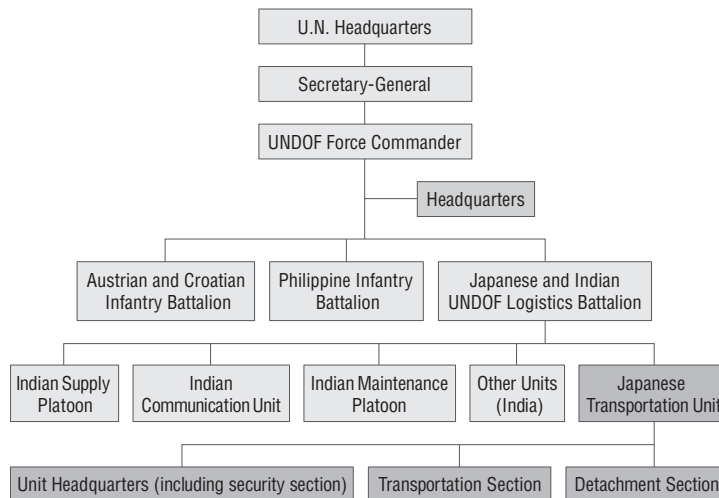 U.N. Headquarters
Secretary-General
UNDOF Force Commander
Headquarters
Austrian and Croatian
Infantry Battalion
Philippine Infantry
Battalion
Japanese and Indian
UNDOF Logistics Battalion
Indian Supply
Platoon
Indian
Communication Unit
Indian Maintenance
Platoon
Other Units
(India)
Japanese
Transportation Unit
Unit Headquarters (including security section)
Transportation Section
Detachment Section